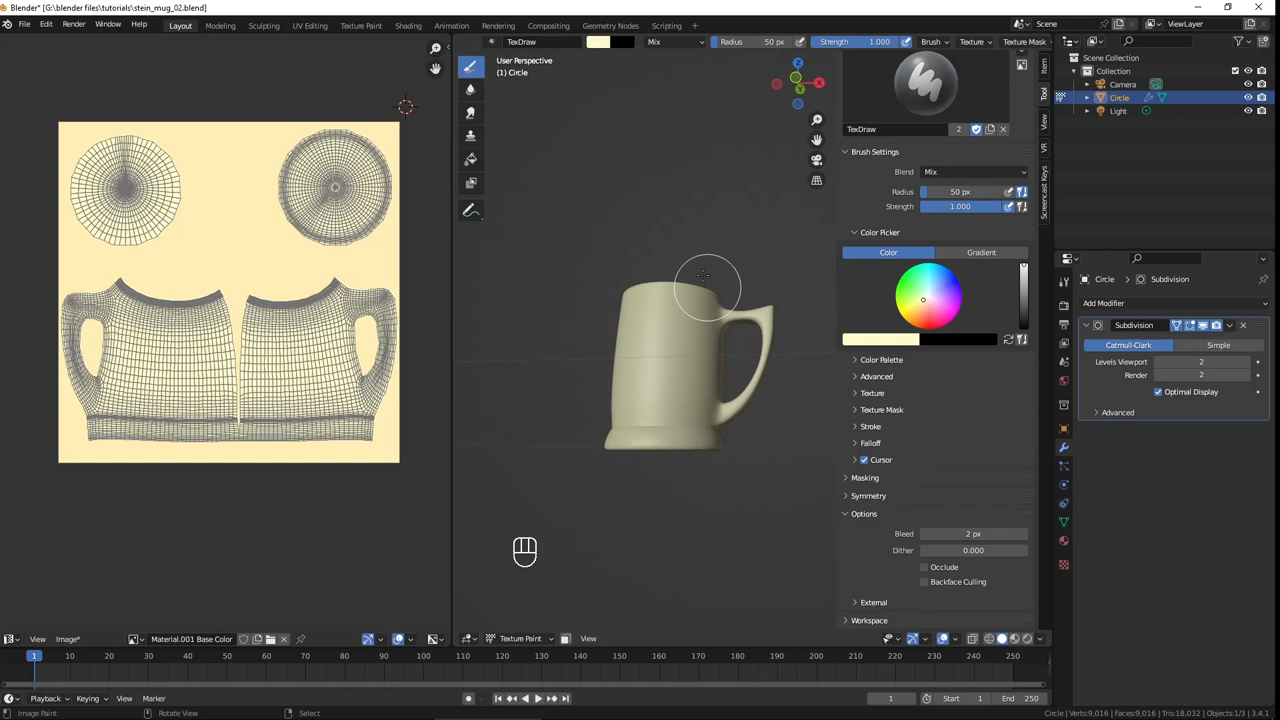 Blender* [G:\blender files\tutorials\stein_mug_02.blend]
File Edit Render Window Help Layout Modeling Sculpting UV Editing Texture Paint Shading Animation Rendering Compositing Geometry Nodes Scripting + Scene ViewLayer
TexDraw Mix Radius 50 px Strength 1.000 Brush Texture Texture Mask
User Perspective
(1) Circle
Scene Collection
Collection
Camera
Circle
Light
Item
Tool
View
VR
Screencast Keys
TexDraw 2
Brush Settings
Blend Mix
Radius 50 px
Strength 1.000
Color Picker
Color Gradient
Color Palette
Advanced
Texture
Texture Mask
Stroke
Falloff
Cursor
Masking
Symmetry
Options
Bleed 2 px
Dither 0.000
Occlude
Backface Culling
External
Workspace
Circle Subdivision
Add Modifier
Subdivision
Catmull-Clark Simple
Levels Viewport 2
Render 2
Optimal Display
Advanced
View Image* Material.001 Base Color
Texture Paint View
1 10 20 30 40 50 60 70 80 90 100 110 120 130 140 150 160 170 180 190 200 210 220 230 240 250
Playback Keying View Marker 1 Start 1 End 250
Image Paint Rotate View Select Circle | Verts:9,016 | Faces:9,016 | Tris:18,032 | Objects:1/3 | 3.4.1